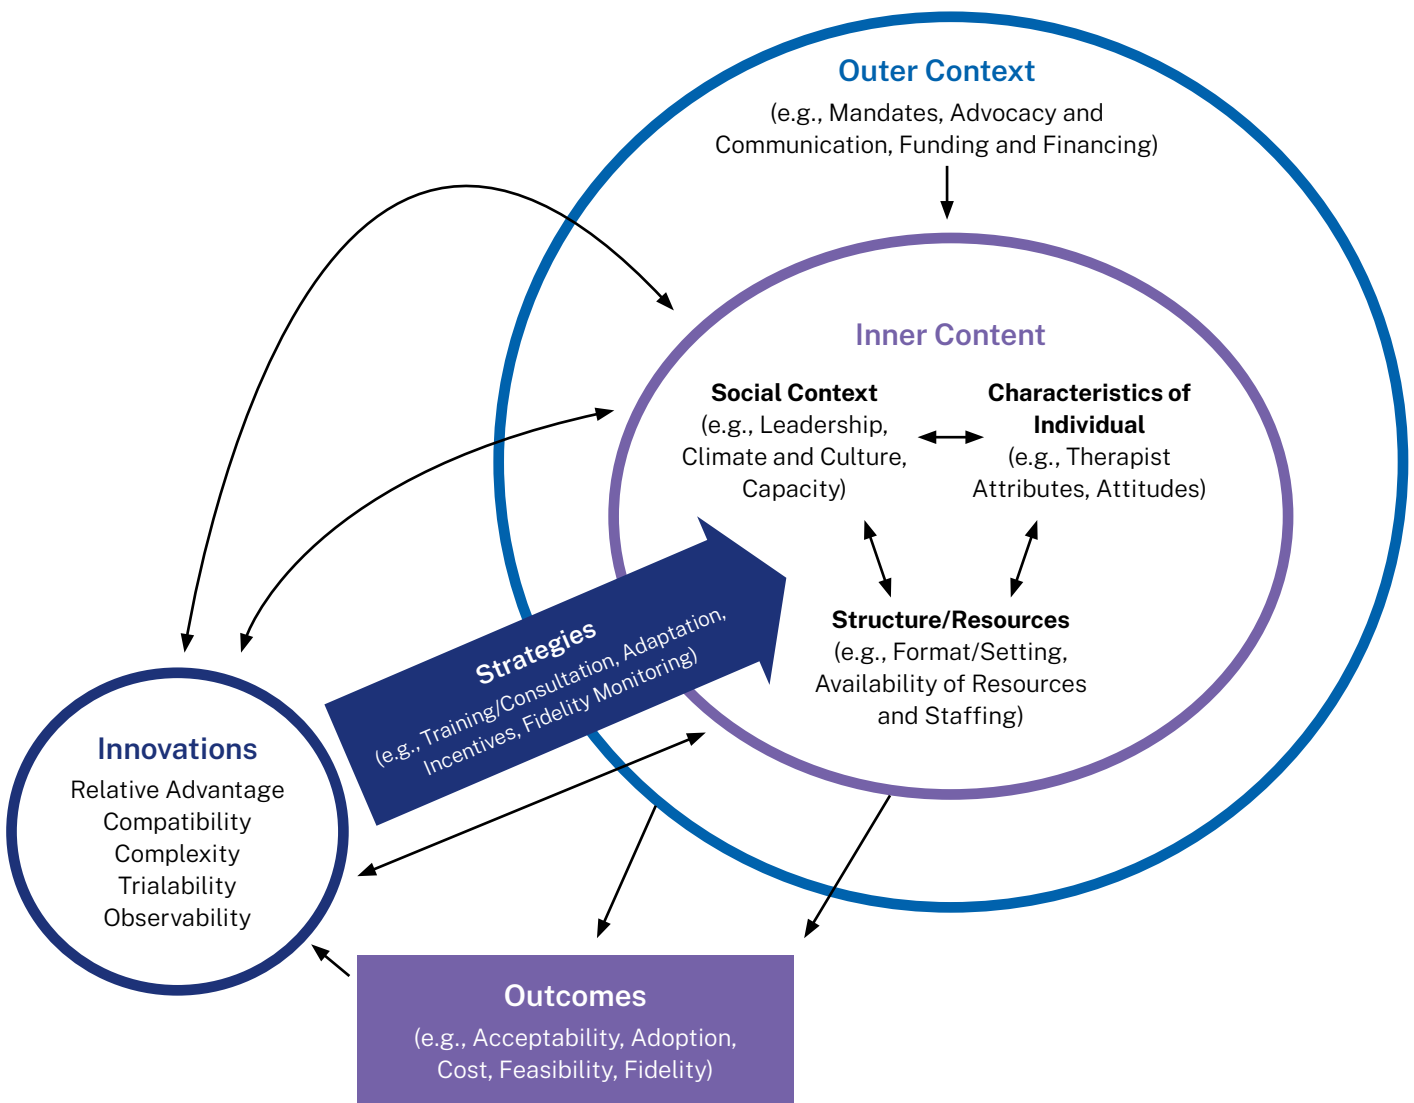 Outer Context
(e.g., Mandates, Advocacy and
Communication, Funding and Financing)
Inner Content
Social Context
(e.g., Leadership,
Climate and Culture,
Capacity)
Characteristics of
Individual
(e.g., Therapist
Attributes, Attitudes)
Structure/Resources
(e.g., Format/Setting,
Availability of Resources
and Staffing)
Strategies
(e.g., Training/Consultation, Adaptation,
Incentives, Fidelity Monitoring)
Innovations
Relative Advantage
Compatibility
Complexity
Trialability
Observability
Outcomes
(e.g., Acceptability, Adoption,
Cost, Feasibility, Fidelity)